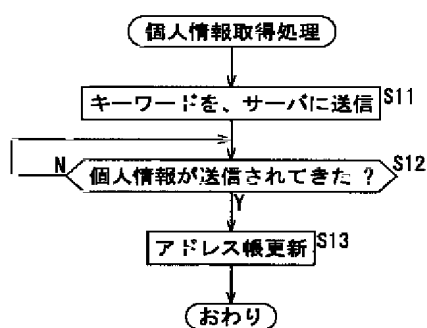 個人情報取得処理
キーワードを、サーバに送信 S11
個人情報が送信されてきた？ S12
N
Y
アドレス帳更新 S13
おわり